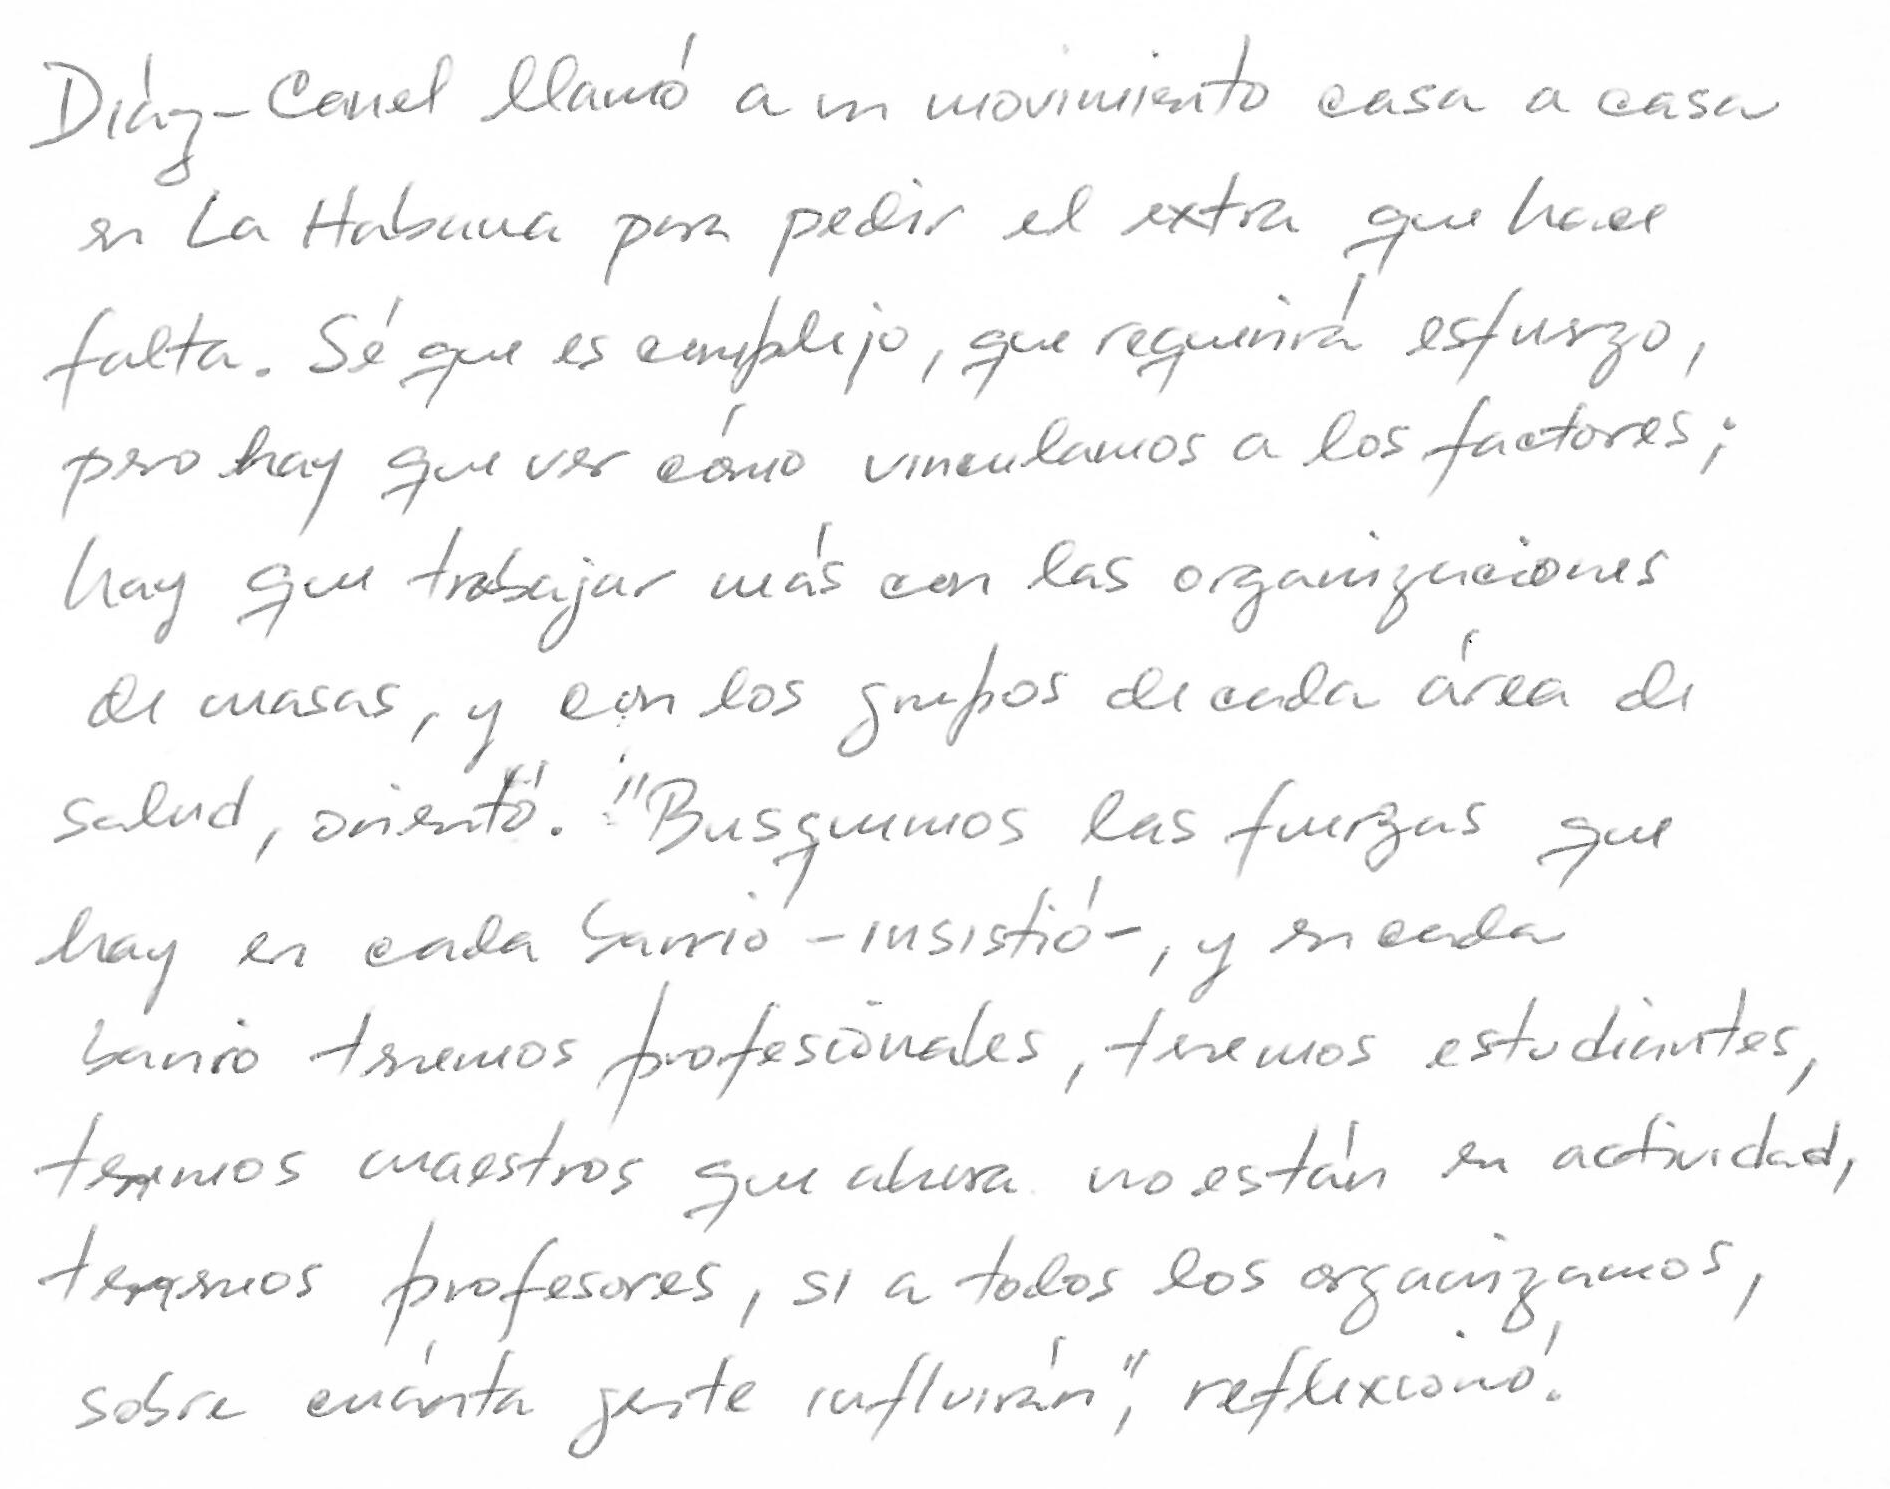 Díaz-Canel llamó a un movimiento casa a casa
en La Habana para pedir el extra que hace
falta. Sé que es complejo, que requerirá esfuerzo,
pero hay que ver cómo vinculamos a los factores;
hay que trabajar más con las organizaciones
de masas, y con los grupos de cada área de
salud, orientó. "Busquemos las fuerzas que
hay en cada barrio -insistió-, y en cada
barrio tenemos profesionales, tenemos estudiantes,
tenemos maestros que ahora no están en actividad,
tenemos profesores, si a todos los organizamos,
sobre cuánta gente influirán", reflexionó.